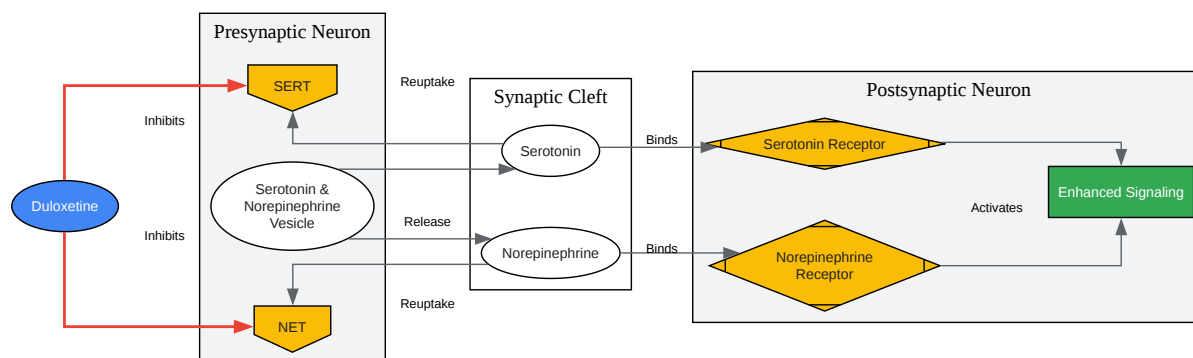 Presynaptic Neuron
SERT
Reuptake
Synaptic Cleft
Postsynaptic Neuron
Inhibits
Serotonin
Binds
Serotonin Receptor
Duloxetine
Serotonin &
Norepinephrine
Vesicle
Enhanced Signaling
Inhibits
Release
Activates
Norepinephrine
Binds
Norepinephrine
Receptor
Reuptake
NET